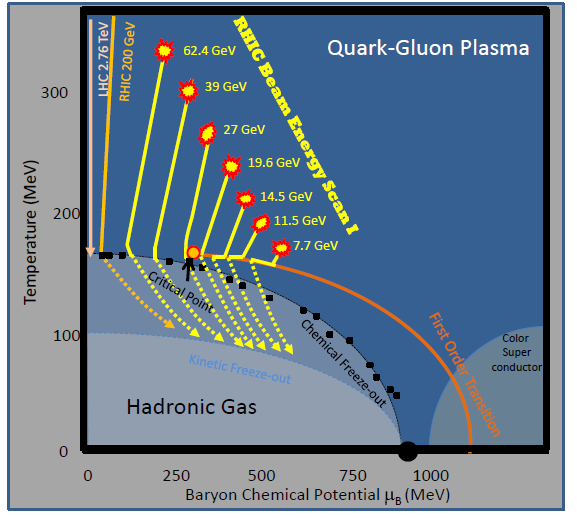 Quark-Gluon Plasma
LHC 2.76 TeV
RHIC 200 GeV
62.4 GeV
39 GeV
27 GeV
19.6 GeV
14.5 GeV
11.5 GeV
7.7 GeV
RHIC Beam Energy Scan I
Temperature (MeV)
300
200
100
0
Critical Point
Chemical Freeze-out
Kinetic Freeze-out
First Order Transition
Color
Super
conductor
Hadronic Gas
0
250
500
750
1000
Baryon Chemical Potential μB (MeV)